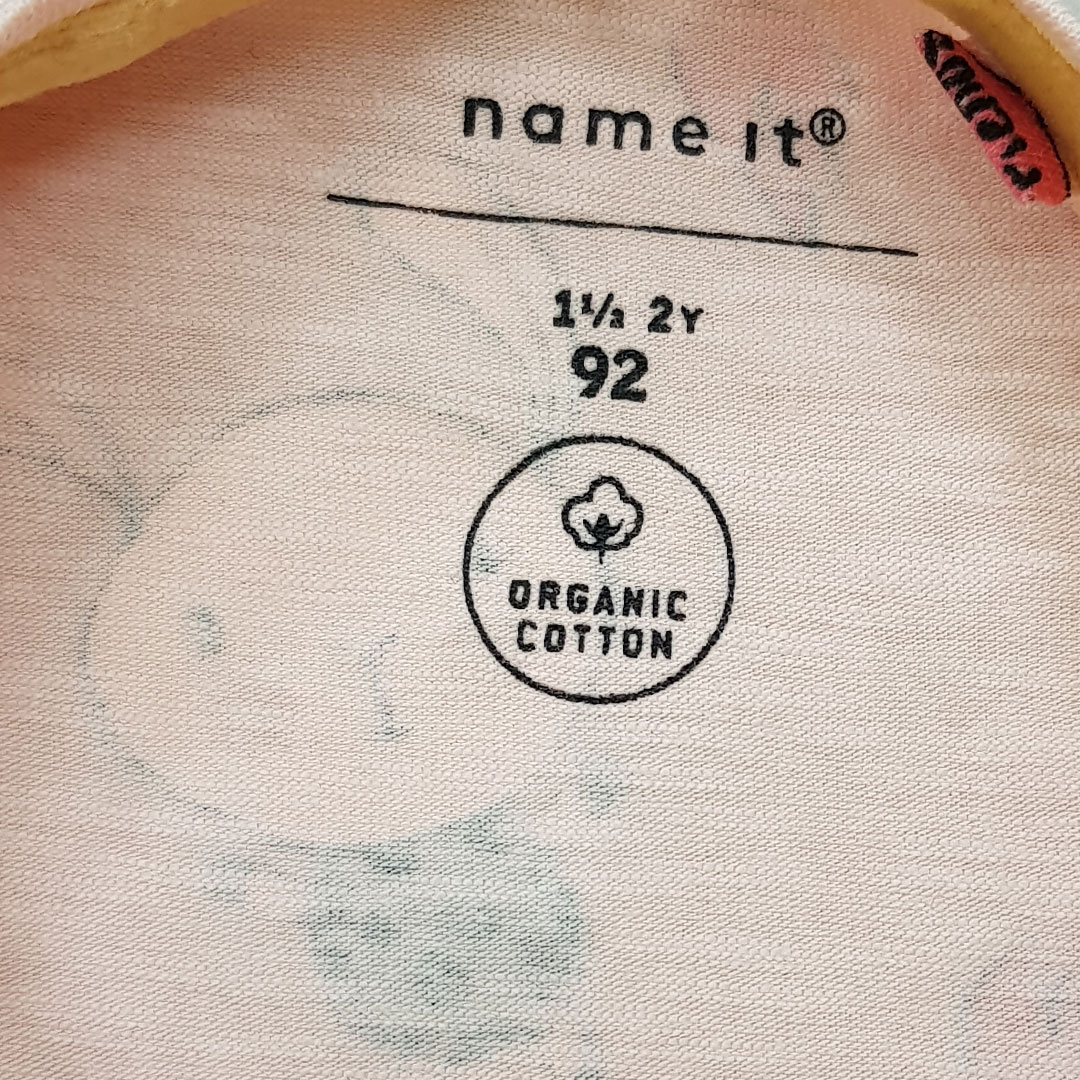 name it®
1½ 2Y
92
ORGANIC
COTTON